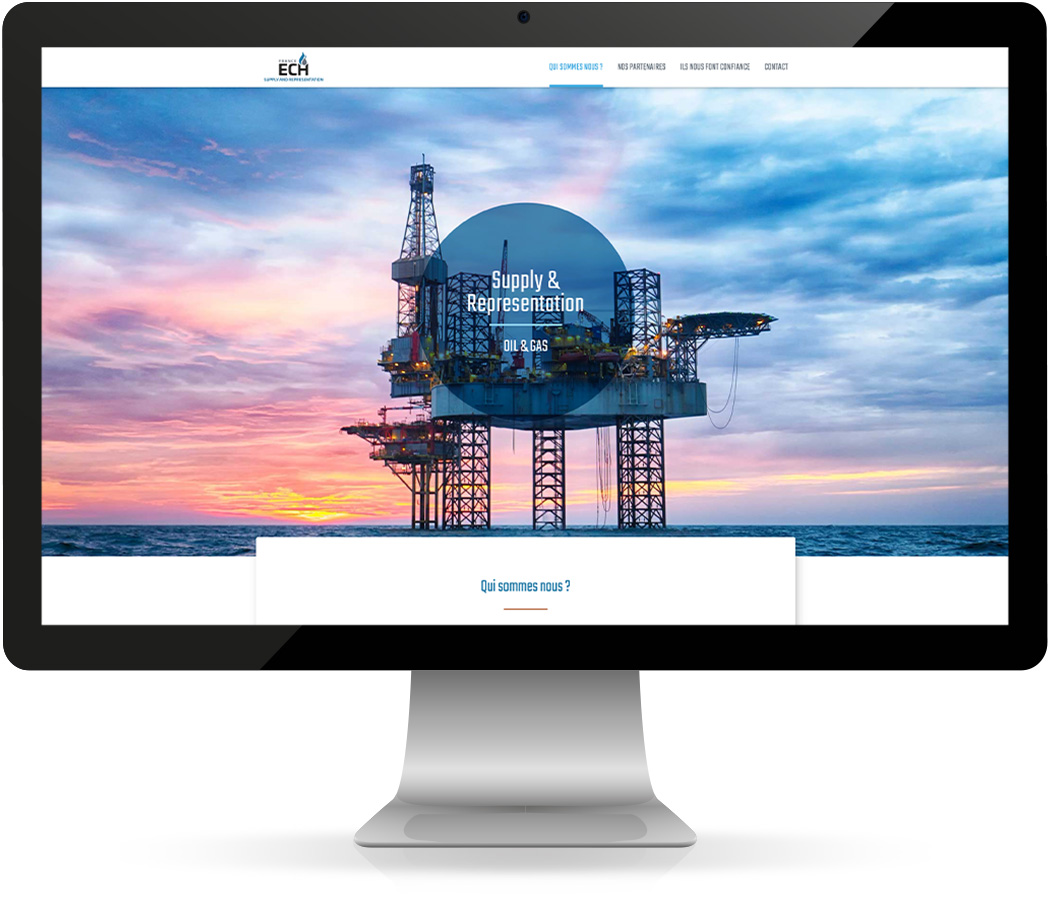 FRANCE
ECH
SUPPLY AND REPRESENTATION
QUI SOMMES NOUS ? NOS PARTENAIRES ILS NOUS FONT CONFIANCE CONTACT
Supply &
Representation
OIL & GAS
Qui sommes nous ?